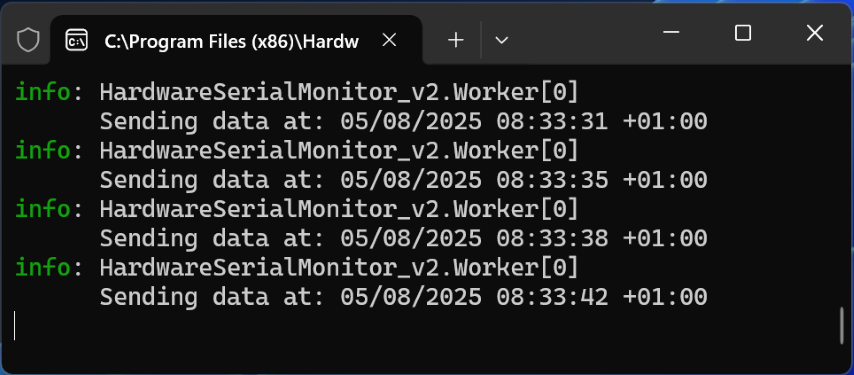 C:\Program Files (x86)\Hardw
info: HardwareSerialMonitor_v2.Worker[0]
Sending data at: 05/08/2025 08:33:31 +01:00
info: HardwareSerialMonitor_v2.Worker[0]
Sending data at: 05/08/2025 08:33:35 +01:00
info: HardwareSerialMonitor_v2.Worker[0]
Sending data at: 05/08/2025 08:33:38 +01:00
info: HardwareSerialMonitor_v2.Worker[0]
Sending data at: 05/08/2025 08:33:42 +01:00